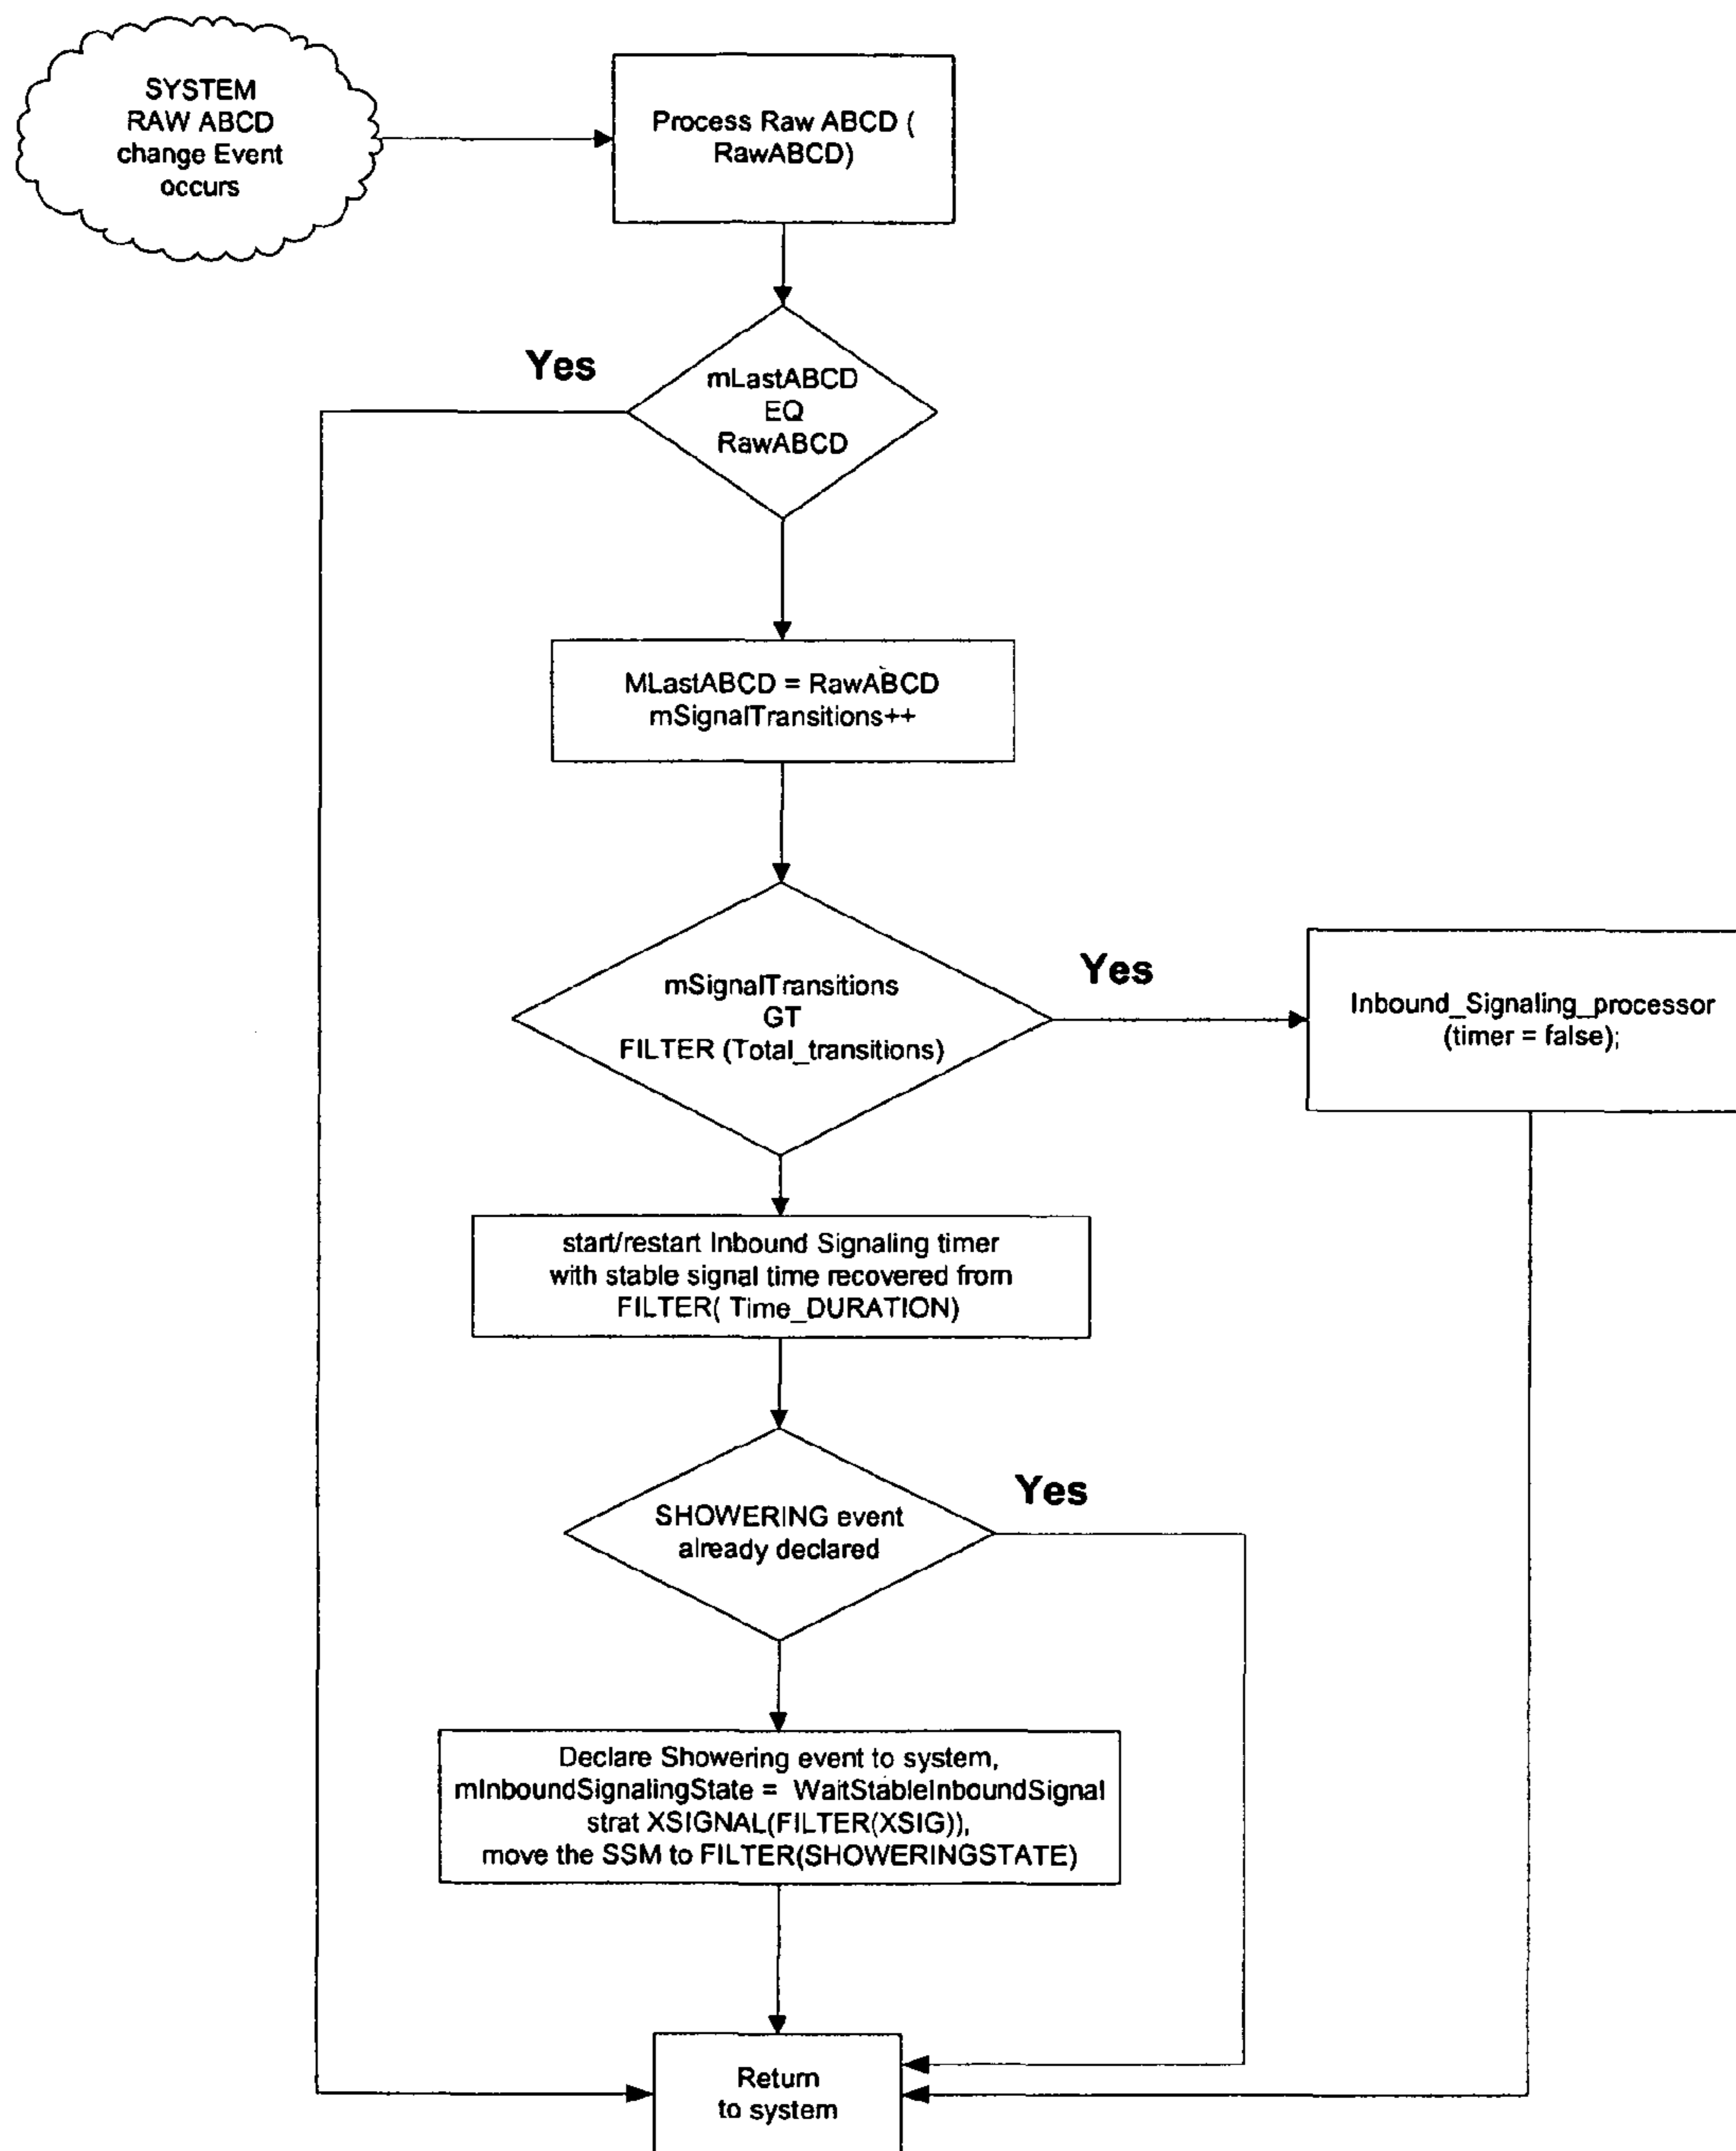 SYSTEM
RAW ABCD
change Event
occurs
Process Raw ABCD (
RawABCD)
Yes
mLastABCD
EQ
RawABCD
MLastABCD = RawABCD
mSignalTransitions++
mSignalTransitions
GT
FILTER (Total_transitions)
Yes
Inbound_Signaling_processor
(timer = false);
start/restart Inbound Signaling timer
with stable signal time recovered from
FILTER( Time_DURATION)
SHOWERING event
already declared
Yes
Declare Showering event to system,
mInboundSignalingState = WaitStableInboundSignal
strat XSIGNAL(FILTER(XSIG)),
move the SSM to FILTER(SHOWERINGSTATE)
Return
to system